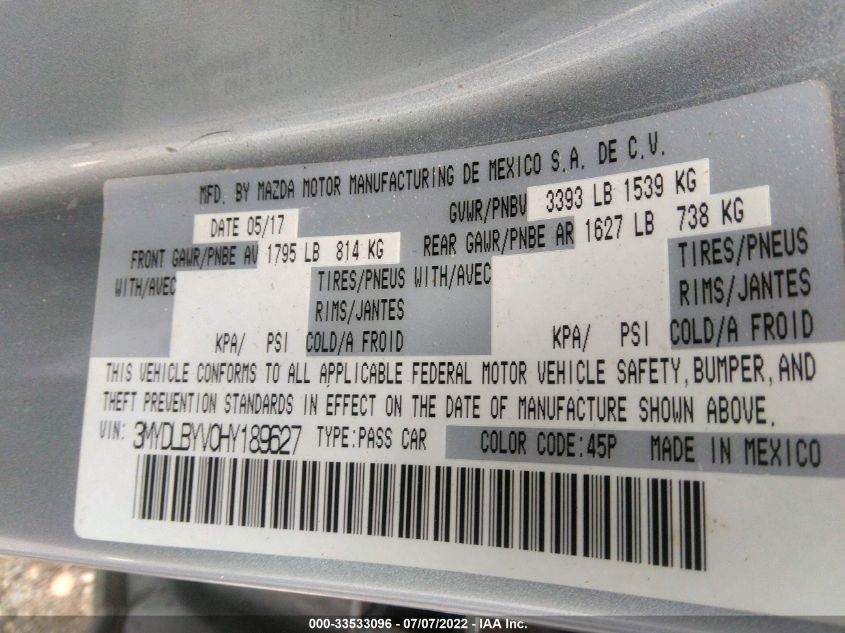 MFD. BY MAZDA MOTOR MANUFACTURING DE MEXICO S.A. DE C.V.
DATE 05/17 GVWR/PNBV 3393 LB 1539 KG
FRONT GAWR/PNBE AV 1795 LB 814 KG REAR GAWR/PNBE AR 1627 LB 738 KG
WITH/AVEC TIRES/PNEUS WITH/AVEC TIRES/PNEUS
RIMS/JANTES RIMS/JANTES
KPA/ PSI COLD/A FROID KPA/ PSI COLD/A FROID
THIS VEHICLE CONFORMS TO ALL APPLICABLE FEDERAL MOTOR VEHICLE SAFETY, BUMPER, AND
THEFT PREVENTION STANDARDS IN EFFECT ON THE DATE OF MANUFACTURE SHOWN ABOVE.
VIN: 3MYDLBYV0HY189627 TYPE:PASS CAR COLOR CODE:45P MADE IN MEXICO
000-33533096 - 07/07/2022 - IAA Inc.